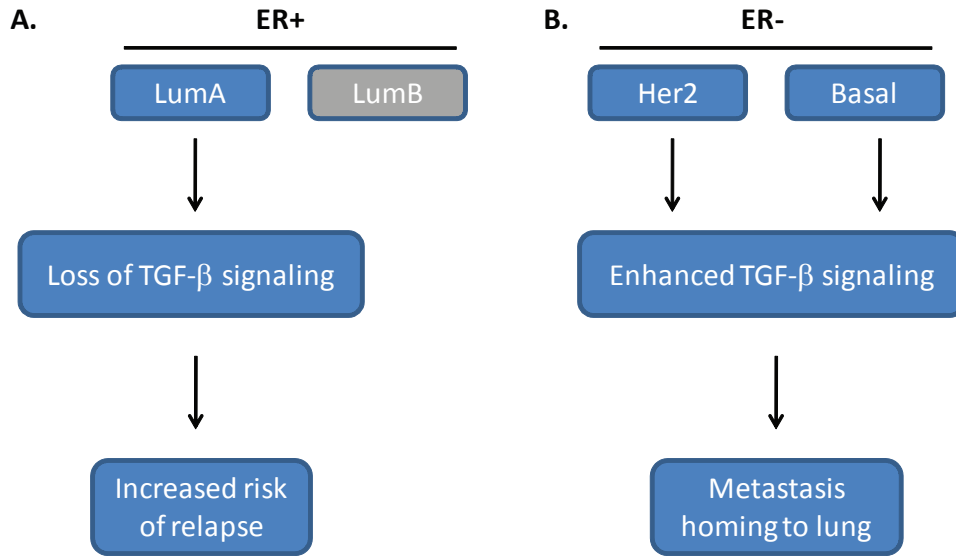 A.
ER+
LumA
LumB
Loss of TGF-β signaling
Increased risk
of relapse
B.
ER-
Her2
Basal
Enhanced TGF-β signaling
Metastasis
homing to lung